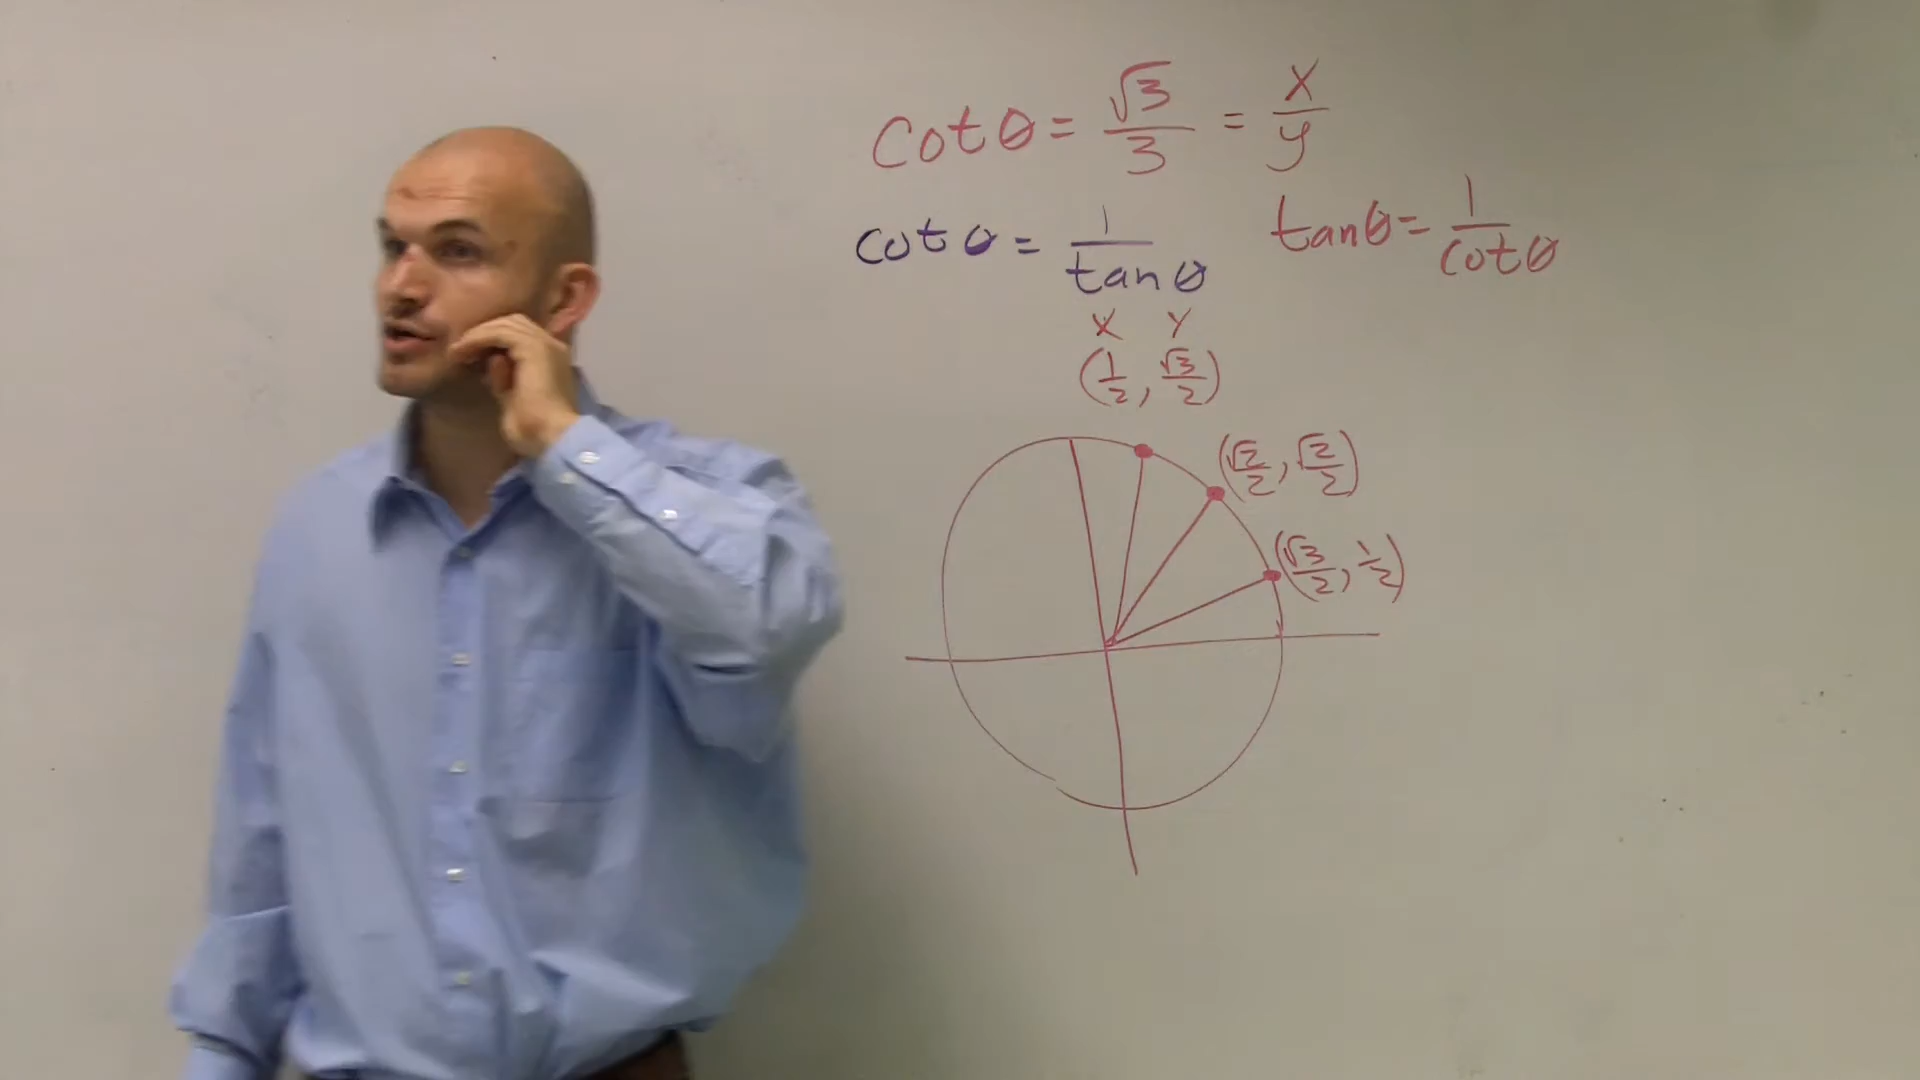 cot θ = √3/3 = x/y
cot θ = 1/tan θ   tan θ = 1/cot θ
x y
(1/2, √3/2)
(√2/2, √2/2)
(√3/2, 1/2)